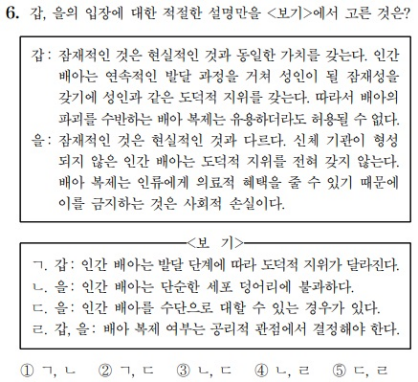 6. 갑, 을의 입장에 대한 적절한 설명만을 <보기>에서 고른 것은?
갑 : 잠재적인 것은 현실적인 것과 동일한 가치를 갖는다. 인간
배아는 연속적인 발달 과정을 거쳐 성인이 될 잠재성을
갖기에 성인과 같은 도덕적 지위를 갖는다. 따라서 배아의
파괴를 수반하는 배아 복제는 유용하더라도 허용될 수 없다.
을 : 잠재적인 것은 현실적인 것과 다르다. 신체 기관이 형성
되지 않은 인간 배아는 도덕적 지위를 전혀 갖지 않는다.
배아 복제는 인류에게 의료적 혜택을 줄 수 있기 때문에
이를 금지하는 것은 사회적 손실이다.
<보 기>
ㄱ. 갑 : 인간 배아는 발달 단계에 따라 도덕적 지위가 달라진다.
ㄴ. 을 : 인간 배아는 단순한 세포 덩어리에 불과하다.
ㄷ. 을 : 인간 배아를 수단으로 대할 수 있는 경우가 있다.
ㄹ. 갑, 을 : 배아 복제 여부는 공리적 관점에서 결정해야 한다.
① ㄱ, ㄴ ② ㄱ, ㄷ ③ ㄴ, ㄷ ④ ㄴ, ㄹ ⑤ ㄷ, ㄹ